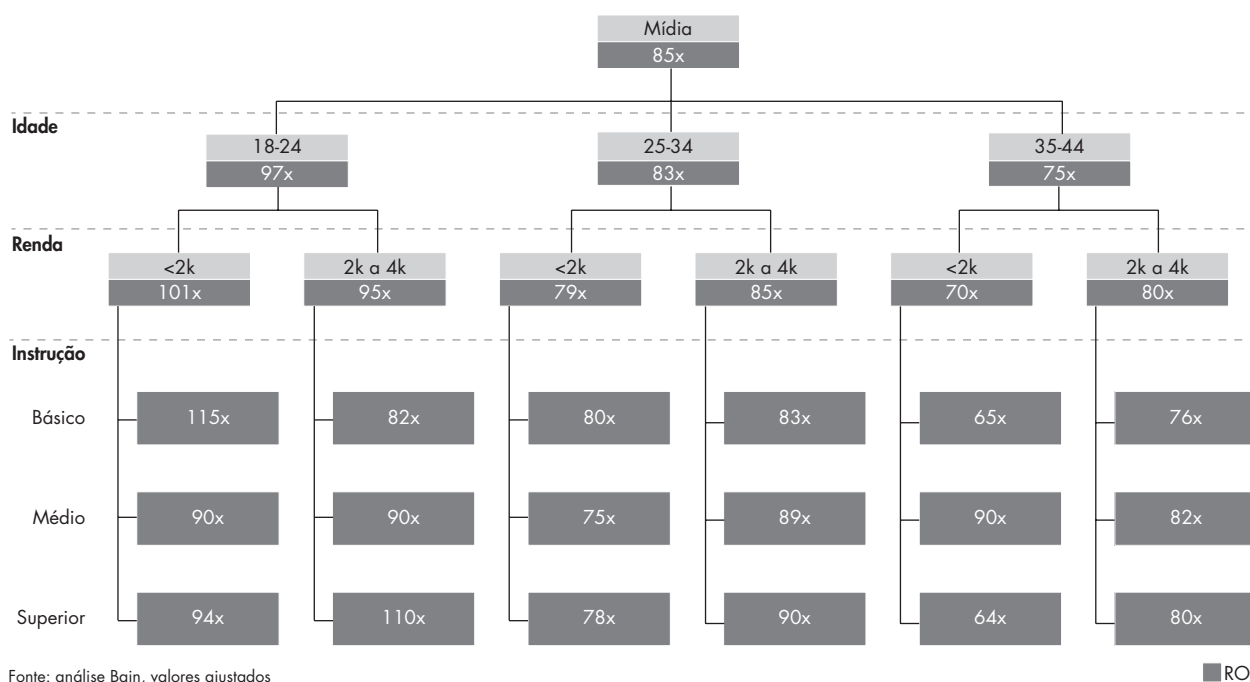 Mídia
85x
Idade
18-24 25-34 35-44
97x 83x 75x
Renda
<2k 2k a 4k <2k 2k a 4k <2k 2k a 4k
101x 95x 79x 85x 70x 80x
Instrução
Básico 115x 82x 80x 83x 65x 76x
Médio 90x 90x 75x 89x 90x 82x
Superior 94x 110x 78x 90x 64x 80x
Fonte: análise Bain, valores ajustados RO